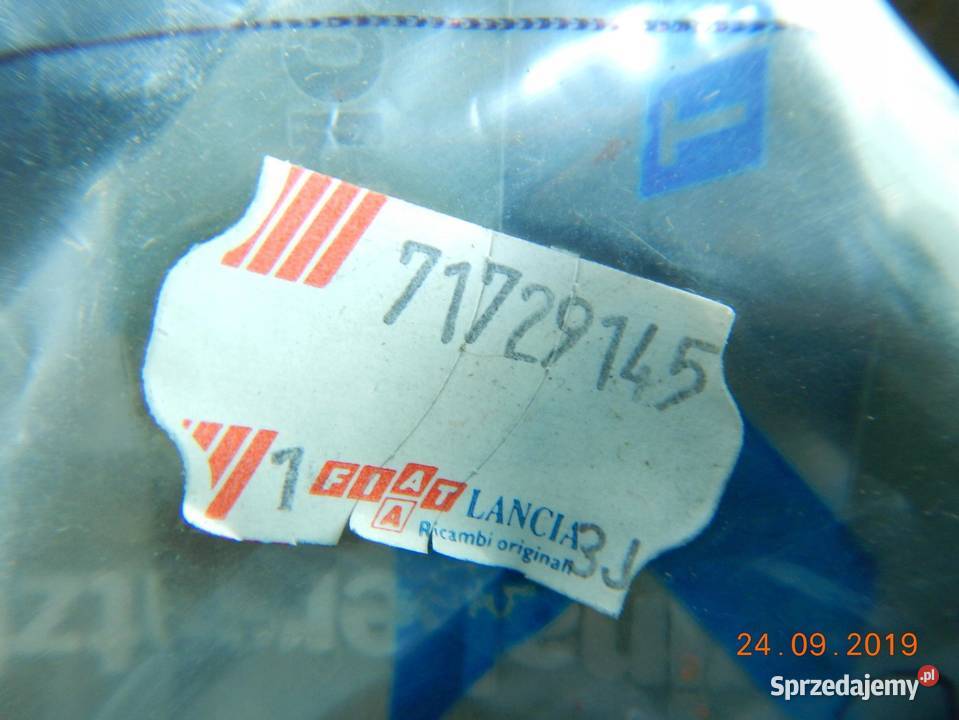 71729145
1 FIAT LANCIA
A Ricambi originali 3J
24.09.2019
Sprzedajemy.pl